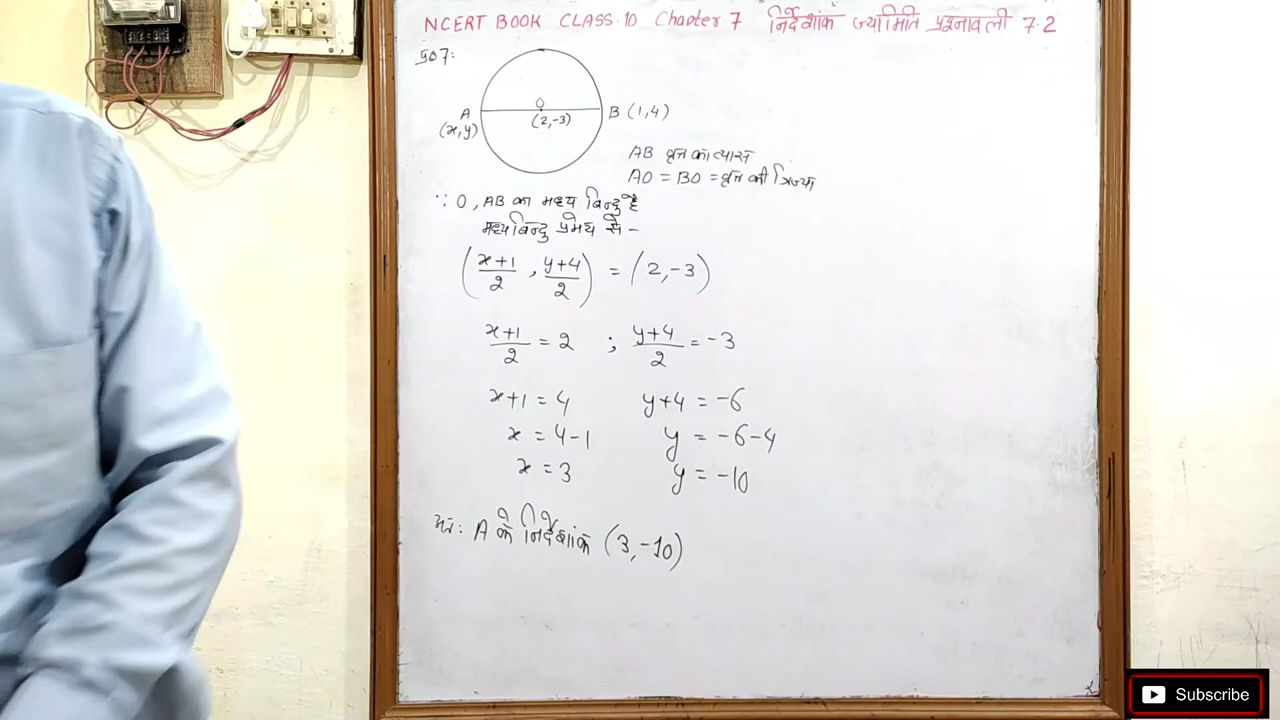 NCERT BOOK CLASS 10 Chapter 7 निर्देशांक ज्यामिति प्रश्नावली 7.2
प्र07:
O
A B (1,4)
(x,y) (2,-3)
AB वृत्त का व्यास
AO = BO = वृत्त की त्रिज्या
∵ O, AB का मध्य बिन्दु है
मध्यबिन्दु प्रमेय से -
(x+1/2 , y+4/2) = (2,-3)
x+1/2 = 2 ; y+4/2 = -3
x+1 = 4 y+4 = -6
x = 4-1 y = -6-4
x = 3 y = -10
अतः A के निर्देशांक (3,-10)
Subscribe